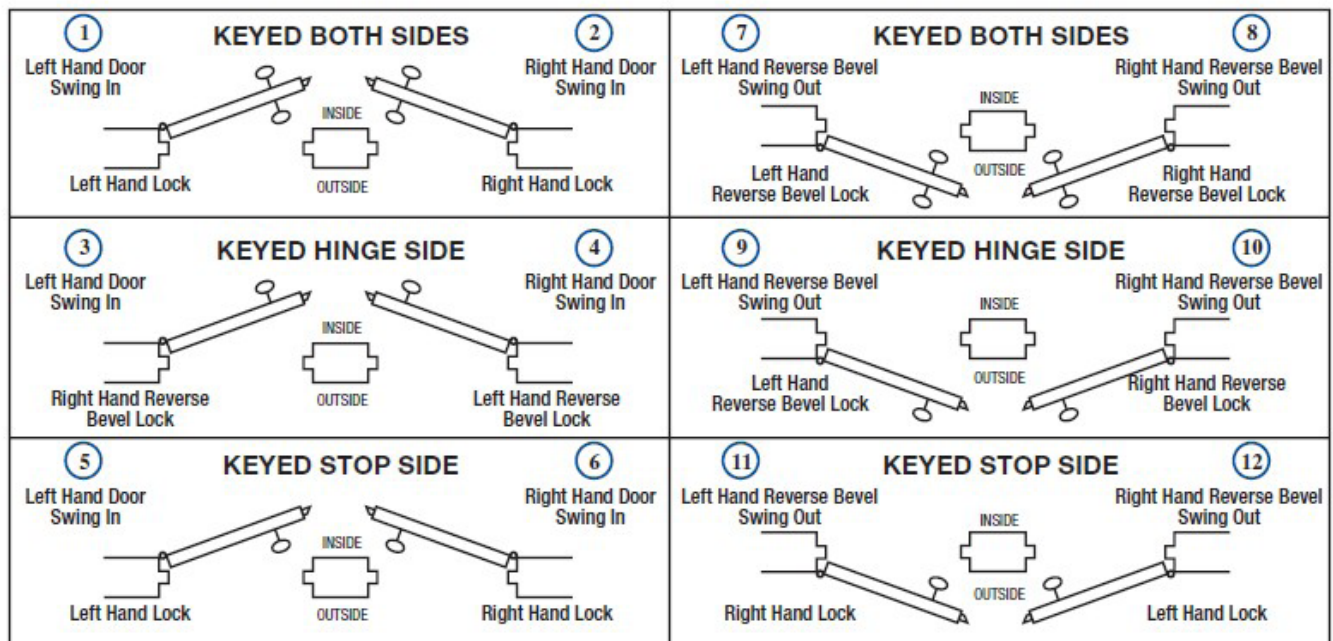 1
KEYED BOTH SIDES
2
Left Hand Door
Swing In
Right Hand Door
Swing In
INSIDE
OUTSIDE
Left Hand Lock
Right Hand Lock
7
KEYED BOTH SIDES
8
Left Hand Reverse Bevel
Swing Out
Right Hand Reverse Bevel
Swing Out
INSIDE
OUTSIDE
Left Hand
Reverse Bevel Lock
Right Hand
Reverse Bevel Lock
3
KEYED HINGE SIDE
4
Left Hand Door
Swing In
Right Hand Door
Swing In
INSIDE
OUTSIDE
Right Hand Reverse
Bevel Lock
Left Hand Reverse
Bevel Lock
9
KEYED HINGE SIDE
10
Left Hand Reverse Bevel
Swing Out
Right Hand Reverse Bevel
Swing Out
INSIDE
OUTSIDE
Left Hand
Reverse Bevel Lock
Right Hand Reverse
Bevel Lock
5
KEYED STOP SIDE
6
Left Hand Door
Swing In
Right Hand Door
Swing In
INSIDE
OUTSIDE
Left Hand Lock
Right Hand Lock
11
KEYED STOP SIDE
12
Left Hand Reverse Bevel
Swing Out
Right Hand Reverse Bevel
Swing Out
INSIDE
OUTSIDE
Right Hand Lock
Left Hand Lock